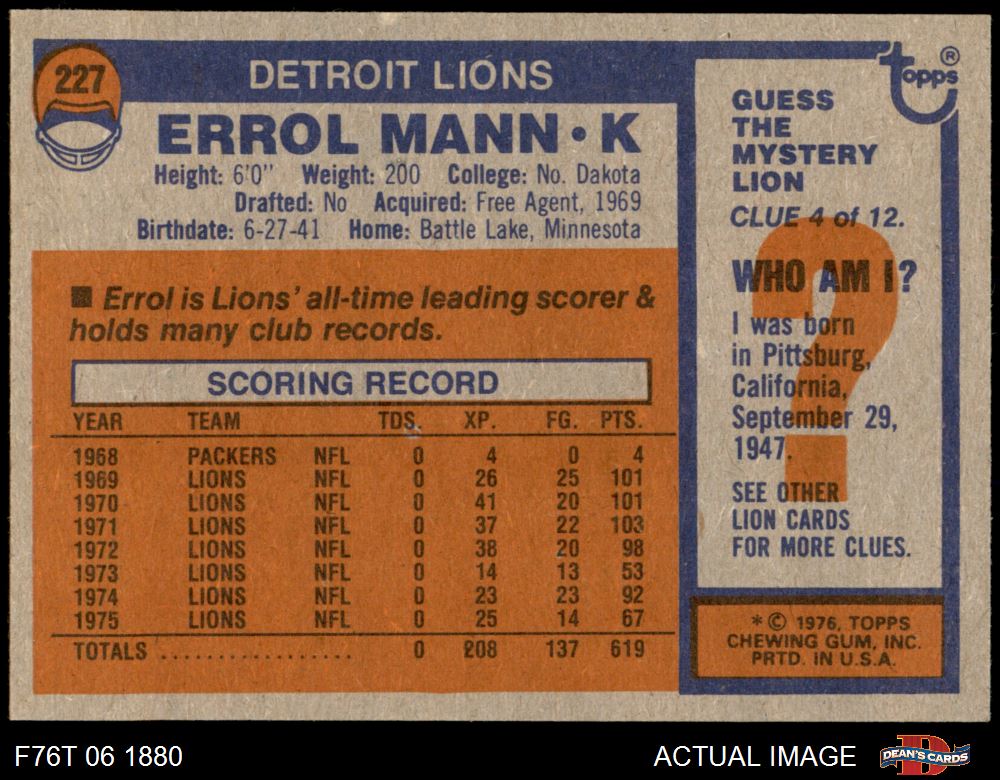 227
DETROIT LIONS
ERROL MANN • K
Height: 6'0" Weight: 200 College: No. Dakota
Drafted: No Acquired: Free Agent, 1969
Birthdate: 6-27-41 Home: Battle Lake, Minnesota
■ Errol is Lions' all-time leading scorer &
holds many club records.
SCORING RECORD
YEAR TEAM TDS. XP. FG. PTS.
1968 PACKERS NFL 0 4 0 4
1969 LIONS NFL 0 26 25 101
1970 LIONS NFL 0 41 20 101
1971 LIONS NFL 0 37 22 103
1972 LIONS NFL 0 38 20 98
1973 LIONS NFL 0 14 13 53
1974 LIONS NFL 0 23 23 92
1975 LIONS NFL 0 25 14 67
TOTALS .................. 0 208 137 619
topps ®
GUESS
THE
MYSTERY
LION
CLUE 4 of 12.
?
WHO AM I?
I was born
in Pittsburg,
California,
September 29,
1947.
SEE OTHER
LION CARDS
FOR MORE CLUES.
* © 1976, TOPPS
CHEWING GUM, INC.
PRTD. IN U.S.A.
F76T 06 1880
ACTUAL IMAGE
DEAN'S CARDS